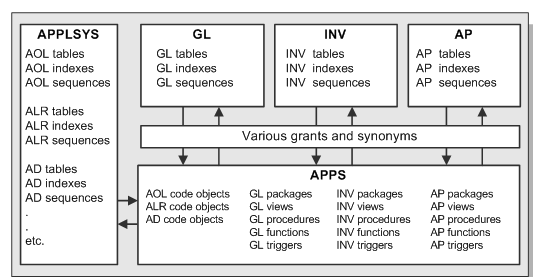 APPLSYS
AOL tables
AOL indexes
AOL sequences
ALR tables
ALR indexes
ALR sequences
AD tables
AD indexes
AD sequences
.
.
etc.
GL
GL tables
GL indexes
GL sequences
INV
INV tables
INV indexes
INV sequences
AP
AP tables
AP indexes
AP sequences
Various grants and synonyms
APPS
AOL code objects
ALR code objects
AD code objects
GL packages
GL views
GL procedures
GL functions
GL triggers
INV packages
INV views
INV procedures
INV functions
INV triggers
AP packages
AP views
AP procedures
AP functions
AP triggers